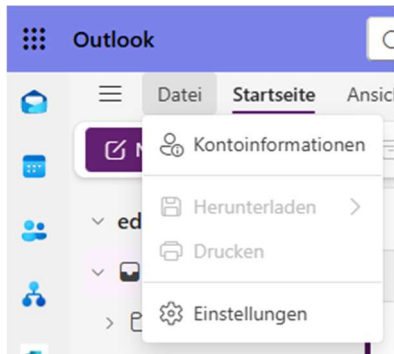 Outlook
Datei Startseite
Kontoinformationen
Herunterladen
Drucken
Einstellungen